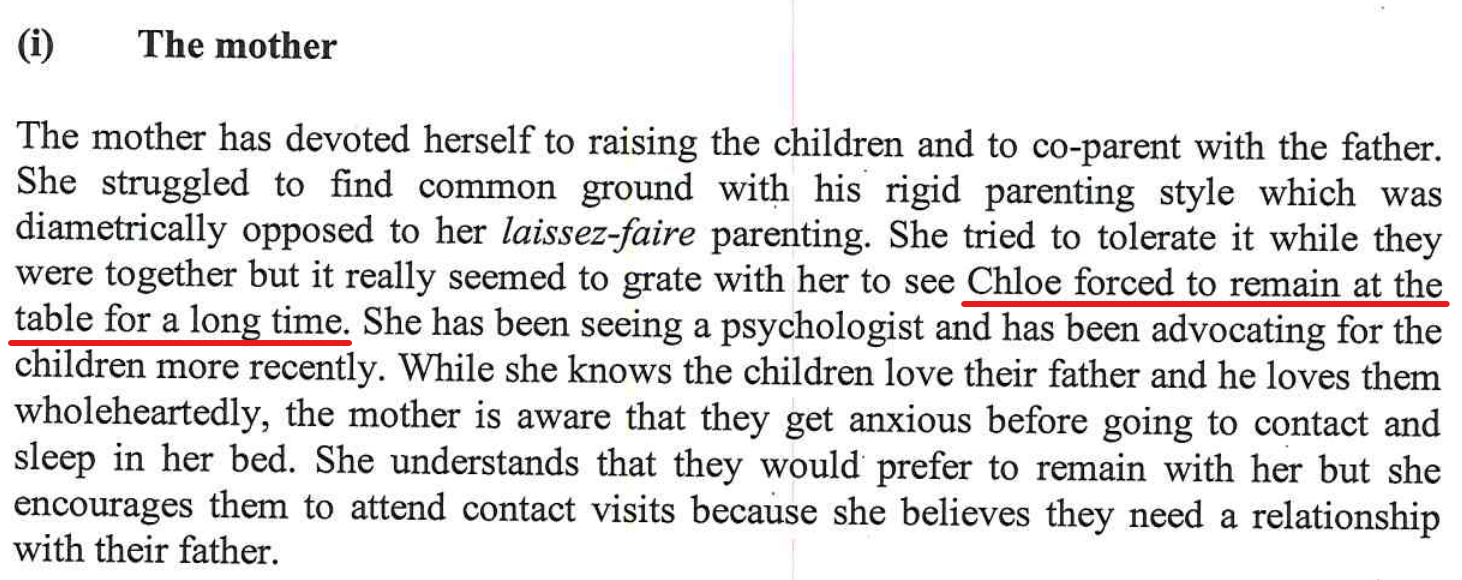 (i) The mother
The mother has devoted herself to raising the children and to co-parent with the father.
She struggled to find common ground with his rigid parenting style which was
diametrically opposed to her laissez-faire parenting. She tried to tolerate it while they
were together but it really seemed to grate with her to see Chloe forced to remain at the
table for a long time. She has been seeing a psychologist and has been advocating for the
children more recently. While she knows the children love their father and he loves them
wholeheartedly, the mother is aware that they get anxious before going to contact and
sleep in her bed. She understands that they would prefer to remain with her but she
encourages them to attend contact visits because she believes they need a relationship
with their father.